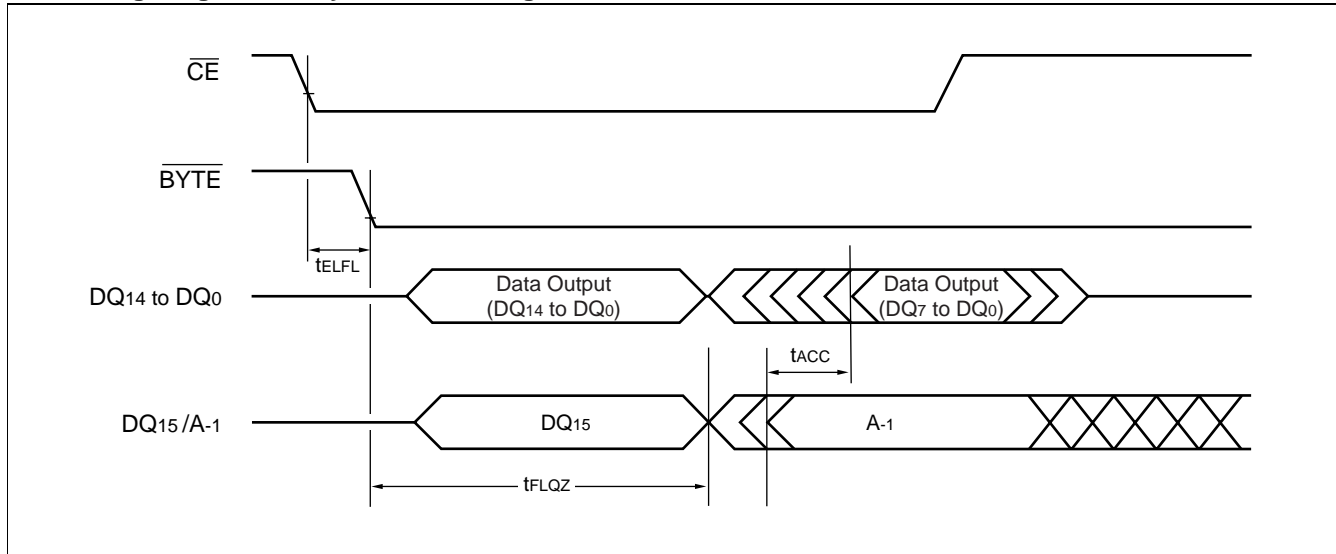 CE
BYTE
tELFL
DQ14 to DQ0
Data Output
(DQ14 to DQ0)
Data Output
(DQ7 to DQ0)
tACC
DQ15 /A-1
DQ15
A-1
tFLQZ